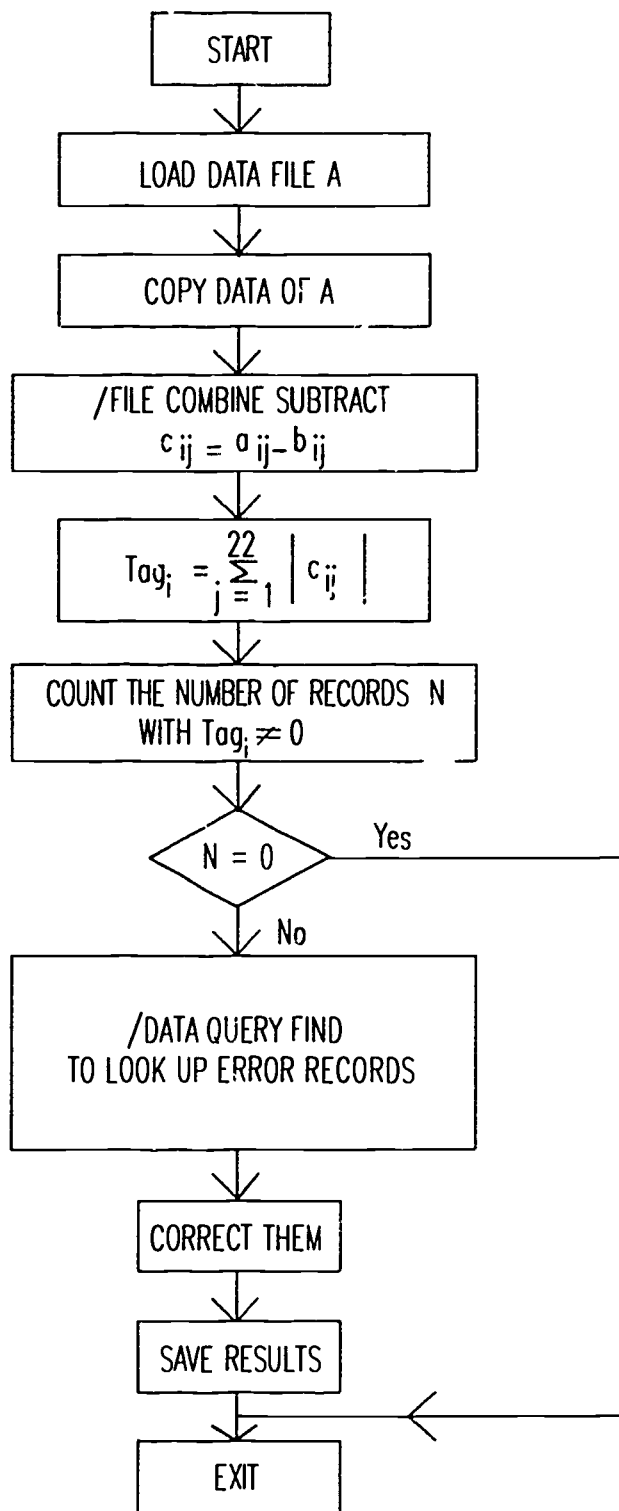 START
LOAD DATA FILE A
COPY DATA OF A
/FILE COMBINE SUBTRACT
c ij = a ij - b ij
Tag i = 22 Σ j = 1 | c ij |
COUNT THE NUMBER OF RECORDS N
WITH Tag i ≠ 0
N = 0
Yes
No
/DATA QUERY FIND
TO LOOK UP ERROR RECORDS
CORRECT THEM
SAVE RESULTS
EXIT